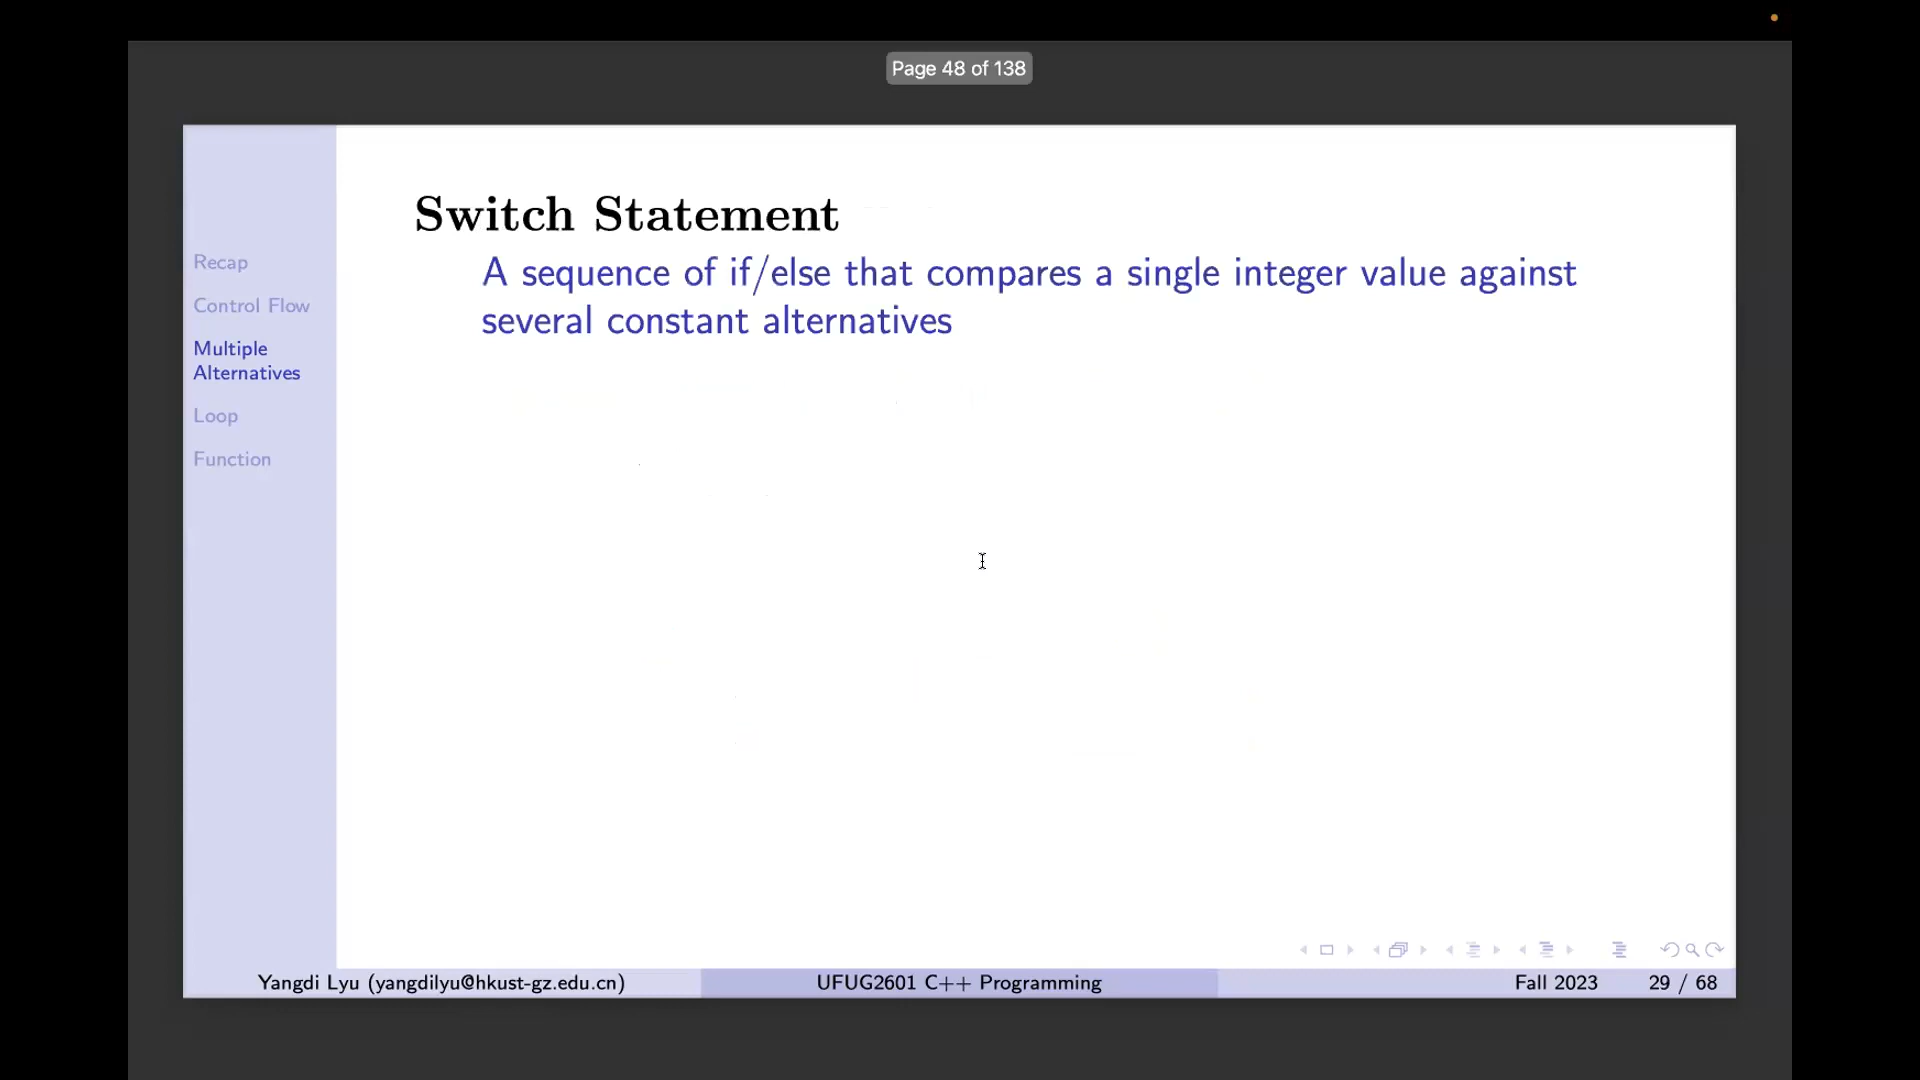 Page 48 of 138
Switch Statement
A sequence of if/else that compares a single integer value against
several constant alternatives
Recap
Control Flow
Multiple
Alternatives
Loop
Function
Yangdi Lyu (yangdilyu@hkust-gz.edu.cn)
UFUG2601 C++ Programming
Fall 2023
29 / 68